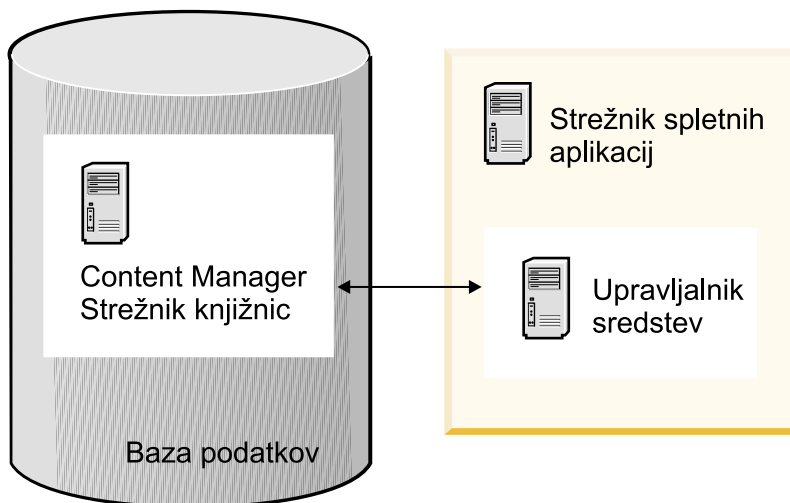 Content Manager
Strežnik knjižnic
Baza podatkov
Strežnik spletnih
aplikacij
Upravljalnik
sredstev